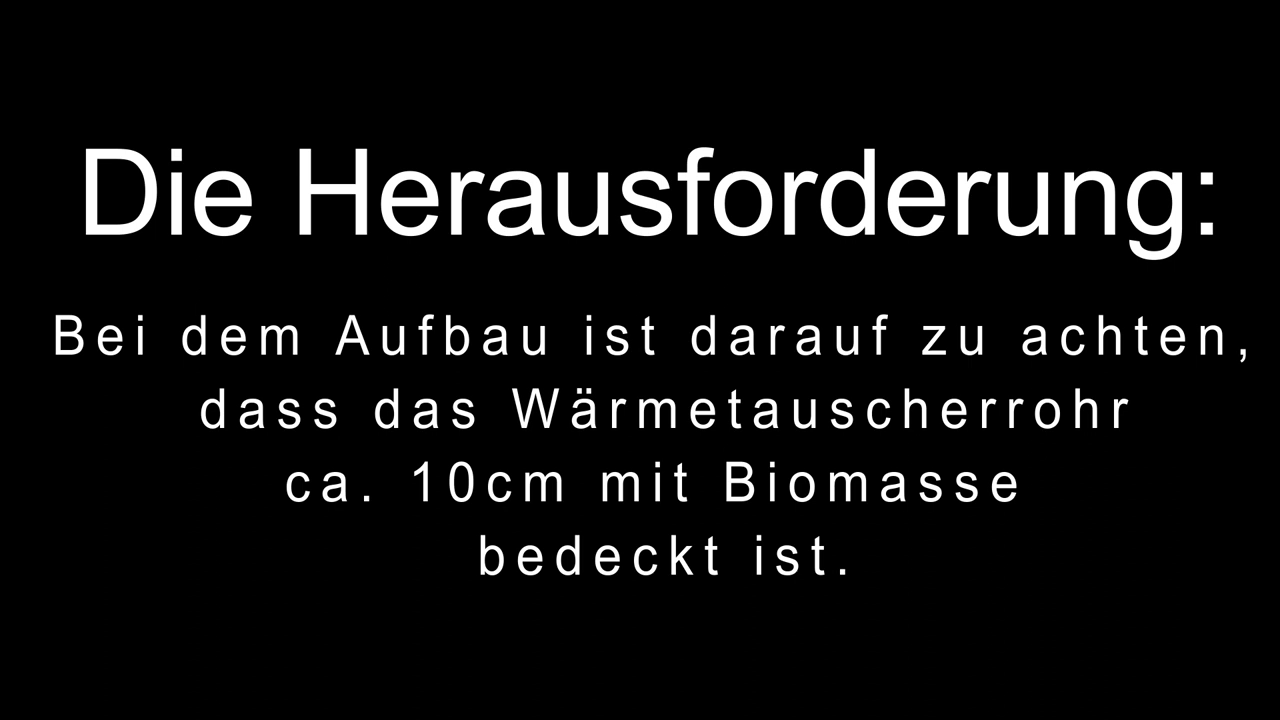 Die Herausforderung:
Bei dem Aufbau ist darauf zu achten,
dass das Wärmetauscherrohr
ca. 10cm mit Biomasse
bedeckt ist.